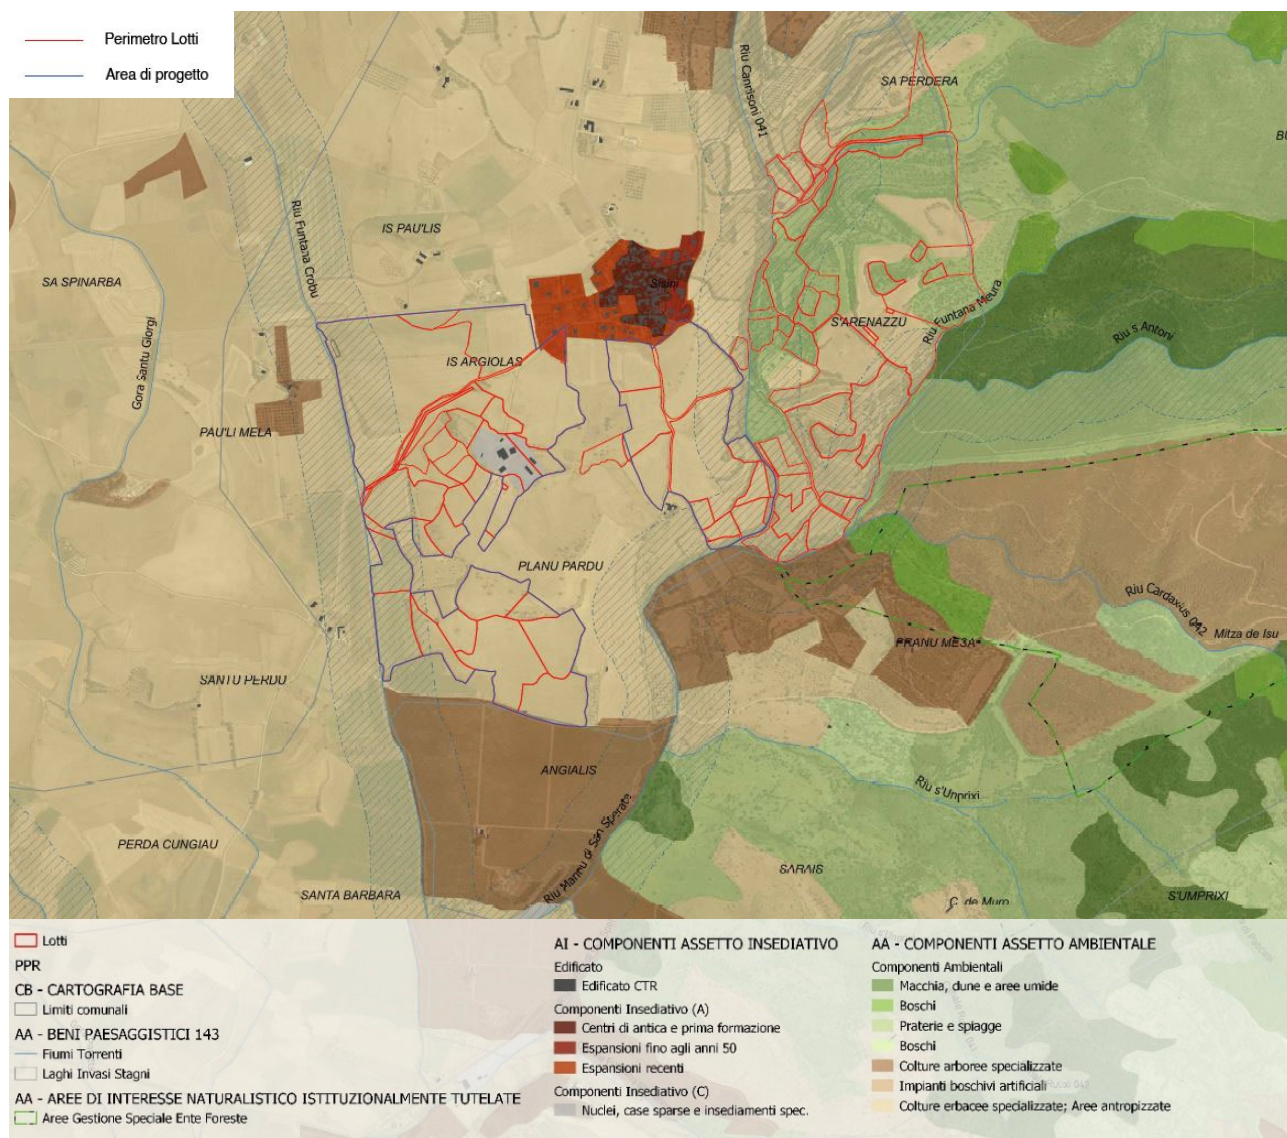 Perimetro Lotti
Area di progetto
Riu Cannisoni 041
SA PERDERA
Riu Funtana Crobu
IS PAU'LIS
SA SPINARBA
Sisini
S'ARENAZZU
Riu Funtana Meura
Riu s Antoni
Gora Santu Giorgi
IS ARGIOLAS
PAU'LI MELA
PLANU PARDU
Riu Cardaxius 042
Mitza de Isu
PRANU MESA
SANTU PERDU
ANGIALIS
Riu s'Unprixi
PERDA CUNGIAU
SANTA BARBARA
Riu Mannu di San Sperate
SARAIS
C. de Muro
S'UMPRIXI
Lotti
PPR
CB - CARTOGRAFIA BASE
Limiti comunali
AA - BENI PAESAGGISTICI 143
Fiumi Torrenti
Laghi Invasi Stagni
AA - AREE DI INTERESSE NATURALISTICO ISTITUZIONALMENTE TUTELATE
Aree Gestione Speciale Ente Foreste
AI - COMPONENTI ASSETTO INSEDIATIVO
Edificato
Edificato CTR
Componenti Insediativo (A)
Centri di antica e prima formazione
Espansioni fino agli anni 50
Espansioni recenti
Componenti Insediativo (C)
Nuclei, case sparse e insediamenti spec.
AA - COMPONENTI ASSETTO AMBIENTALE
Componenti Ambientali
Macchia, dune e aree umide
Boschi
Praterie e spiagge
Boschi
Colture arboree specializzate
Impianti boschivi artificiali
Colture erbacee specializzate; Aree antropizzate